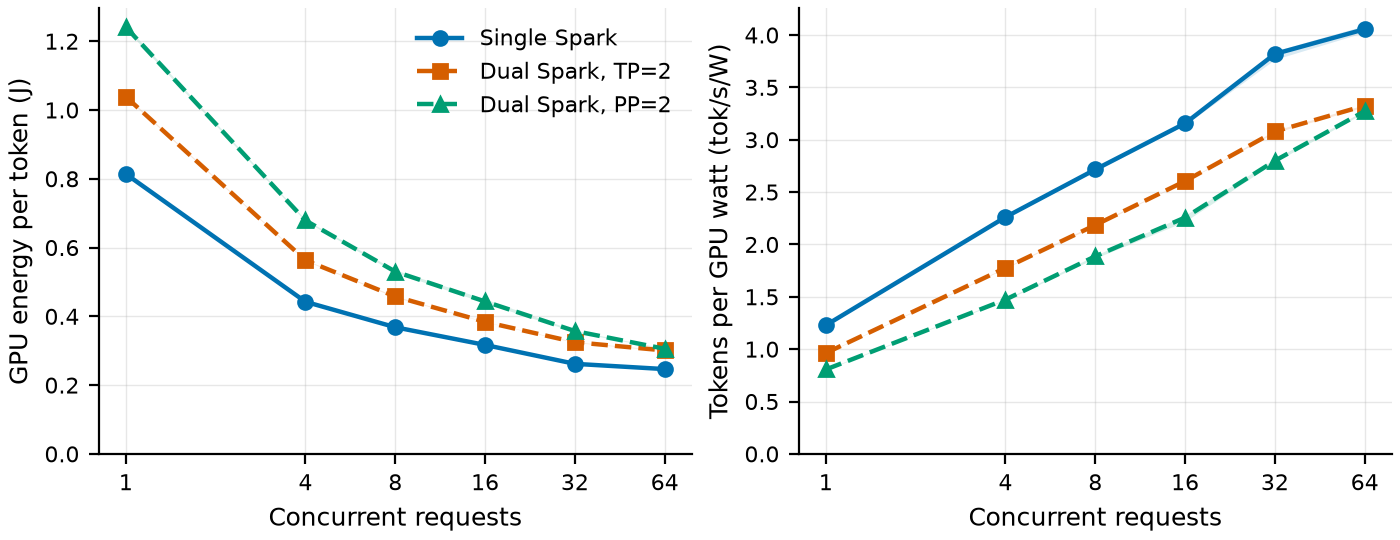 GPU energy per token (J)
1.2
1.0
0.8
0.6
0.4
0.2
0.0
Single Spark
Dual Spark, TP=2
Dual Spark, PP=2
1 4 8 16 32 64
Concurrent requests
Tokens per GPU watt (tok/s/W)
4.0
3.5
3.0
2.5
2.0
1.5
1.0
0.5
0.0
1 4 8 16 32 64
Concurrent requests